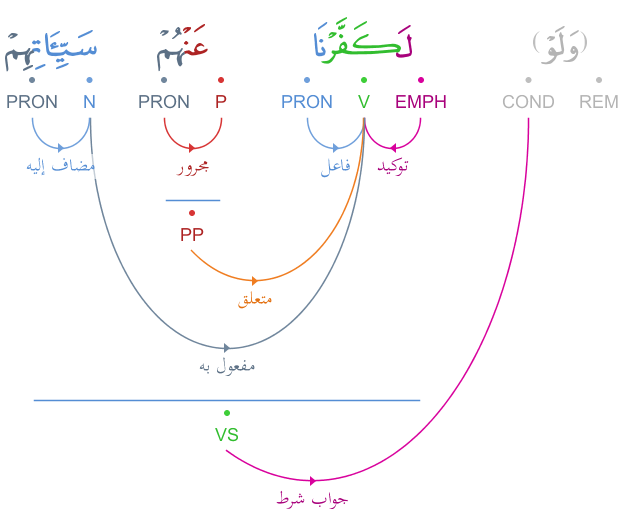 (وَلَوْ) لَكَفَّرْنَا عَنْهُمْ سَيِّـَٔاتِهِمْ
REM COND EMPH V PRON P PRON N PRON
توكيد فاعل مجرور مضاف إليه
PP
متعلق
مفعول به
VS
جواب شرط